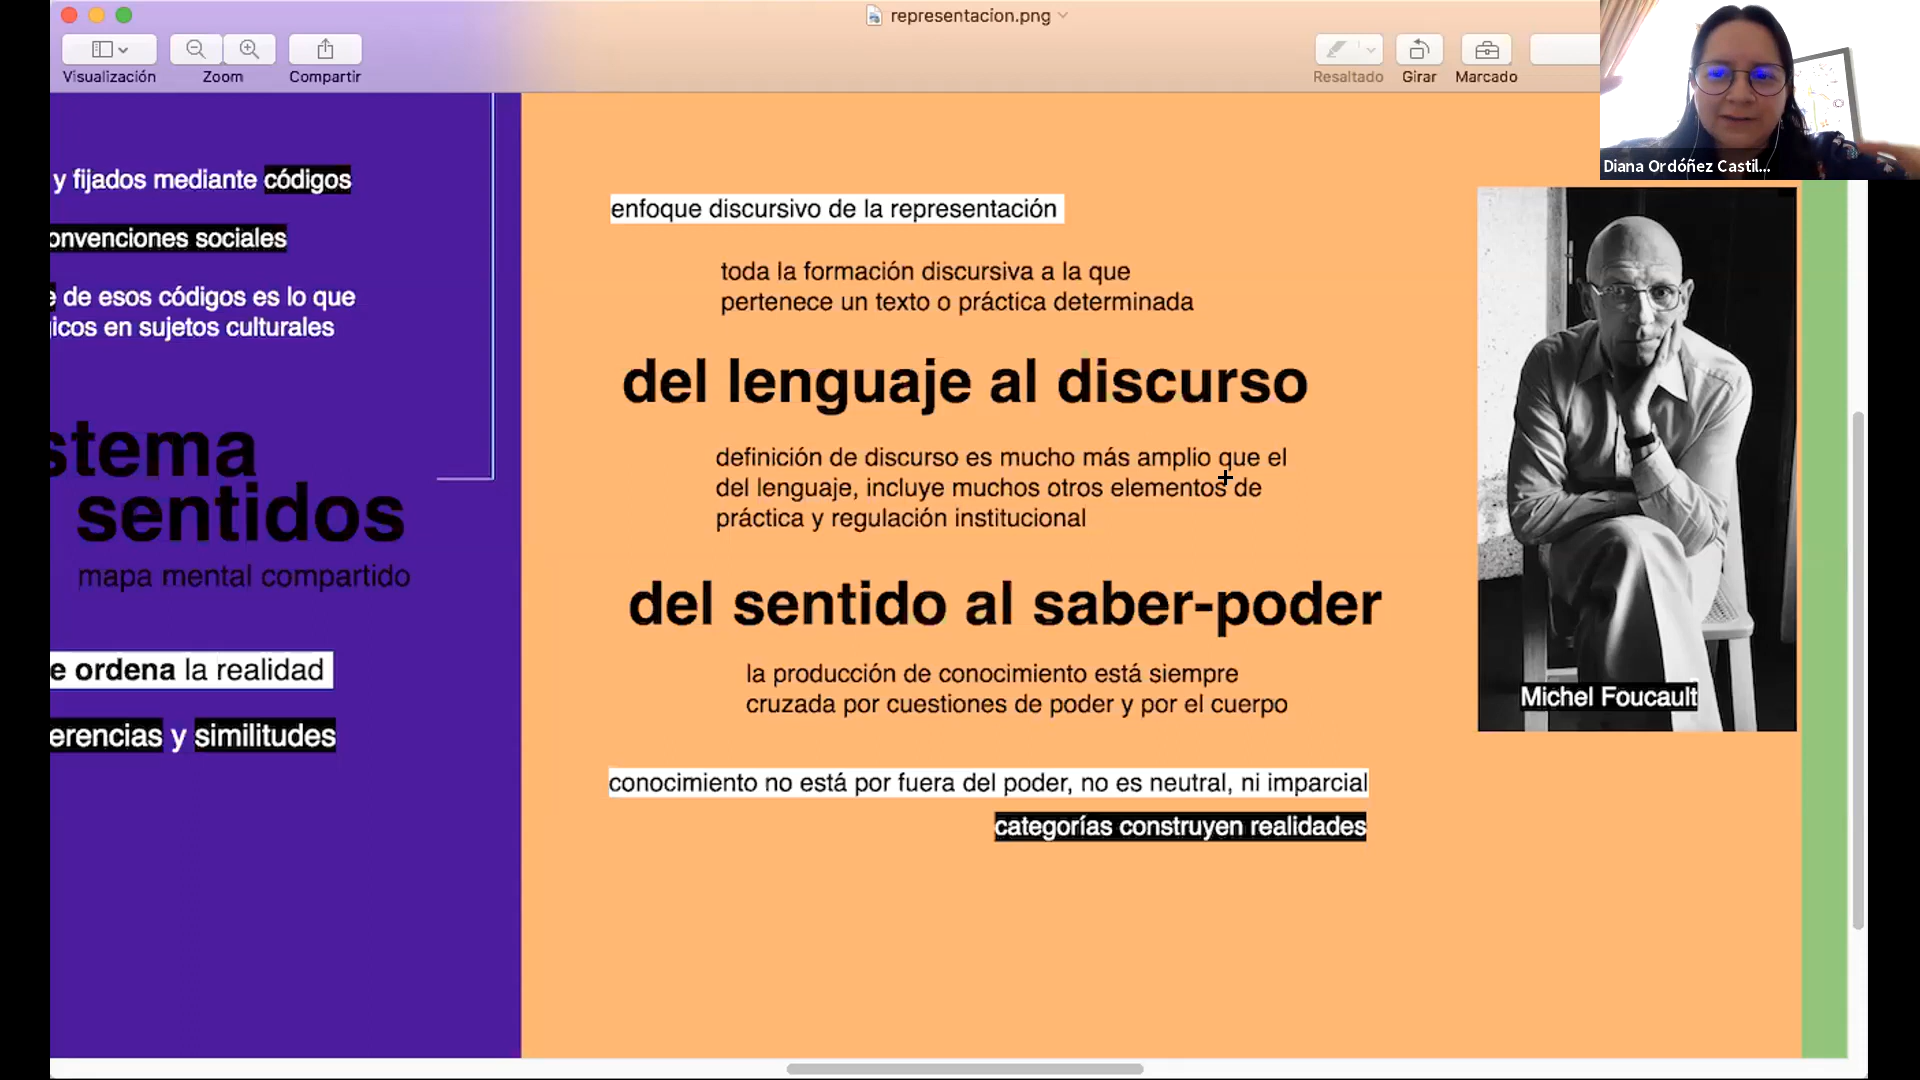 representacion.png
Visualización
Zoom
Compartir
Resaltado
Girar
Marcado
Diana Ordóñez Castil...
y fijados mediante códigos
onvenciones sociales
e de esos códigos es lo que
icos en sujetos culturales
stema
sentidos
mapa mental compartido
e ordena la realidad
erencias y similitudes
enfoque discursivo de la representación
toda la formación discursiva a la que
pertenece un texto o práctica determinada
del lenguaje al discurso
definición de discurso es mucho más amplio que el
del lenguaje, incluye muchos otros elementos de
práctica y regulación institucional
del sentido al saber-poder
la producción de conocimiento está siempre
cruzada por cuestiones de poder y por el cuerpo
conocimiento no está por fuera del poder, no es neutral, ni imparcial
categorías construyen realidades
Michel Foucault